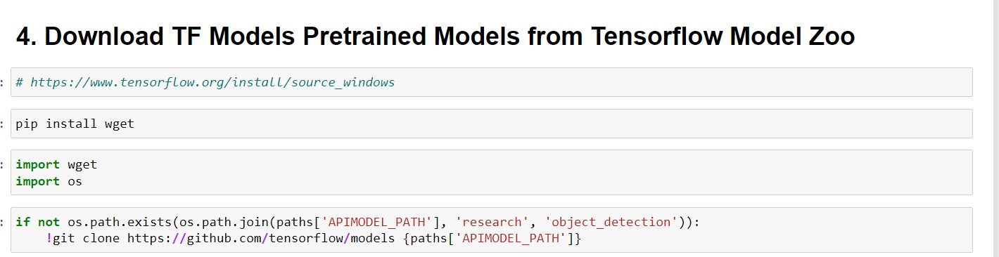 4. Download TF Models Pretrained Models from Tensorflow Model Zoo
: # https://www.tensorflow.org/install/source_windows
: pip install wget
: import wget
import os
: if not os.path.exists(os.path.join(paths['APIMODEL_PATH'], 'research', 'object_detection')):
!git clone https://github.com/tensorflow/models {paths['APIMODEL_PATH']}